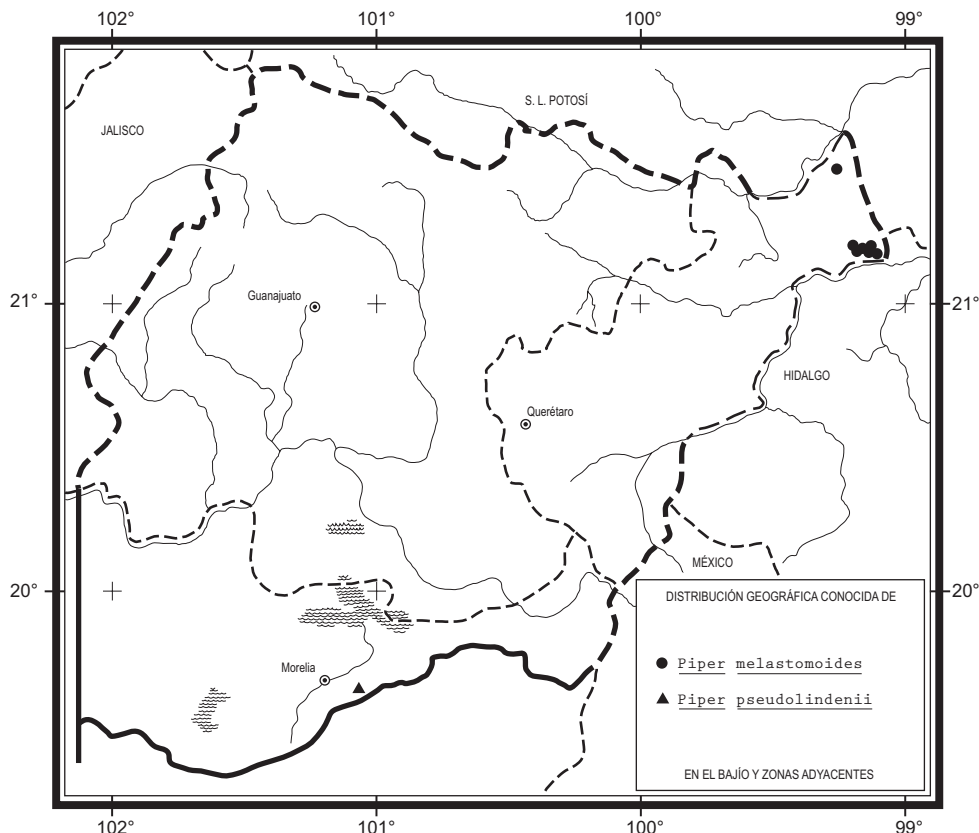 102° 101° 100° 99°
S. L. POTOSÍ
JALISCO
Guanajuato
21° 21°
HIDALGO
Querétaro
MÉXICO
20° 20°
DISTRIBUCIÓN GEOGRÁFICA CONOCIDA DE
Piper melastomoides
Morelia
Piper pseudolindenii
EN EL BAJÍO Y ZONAS ADYACENTES
102° 101° 100° 99°